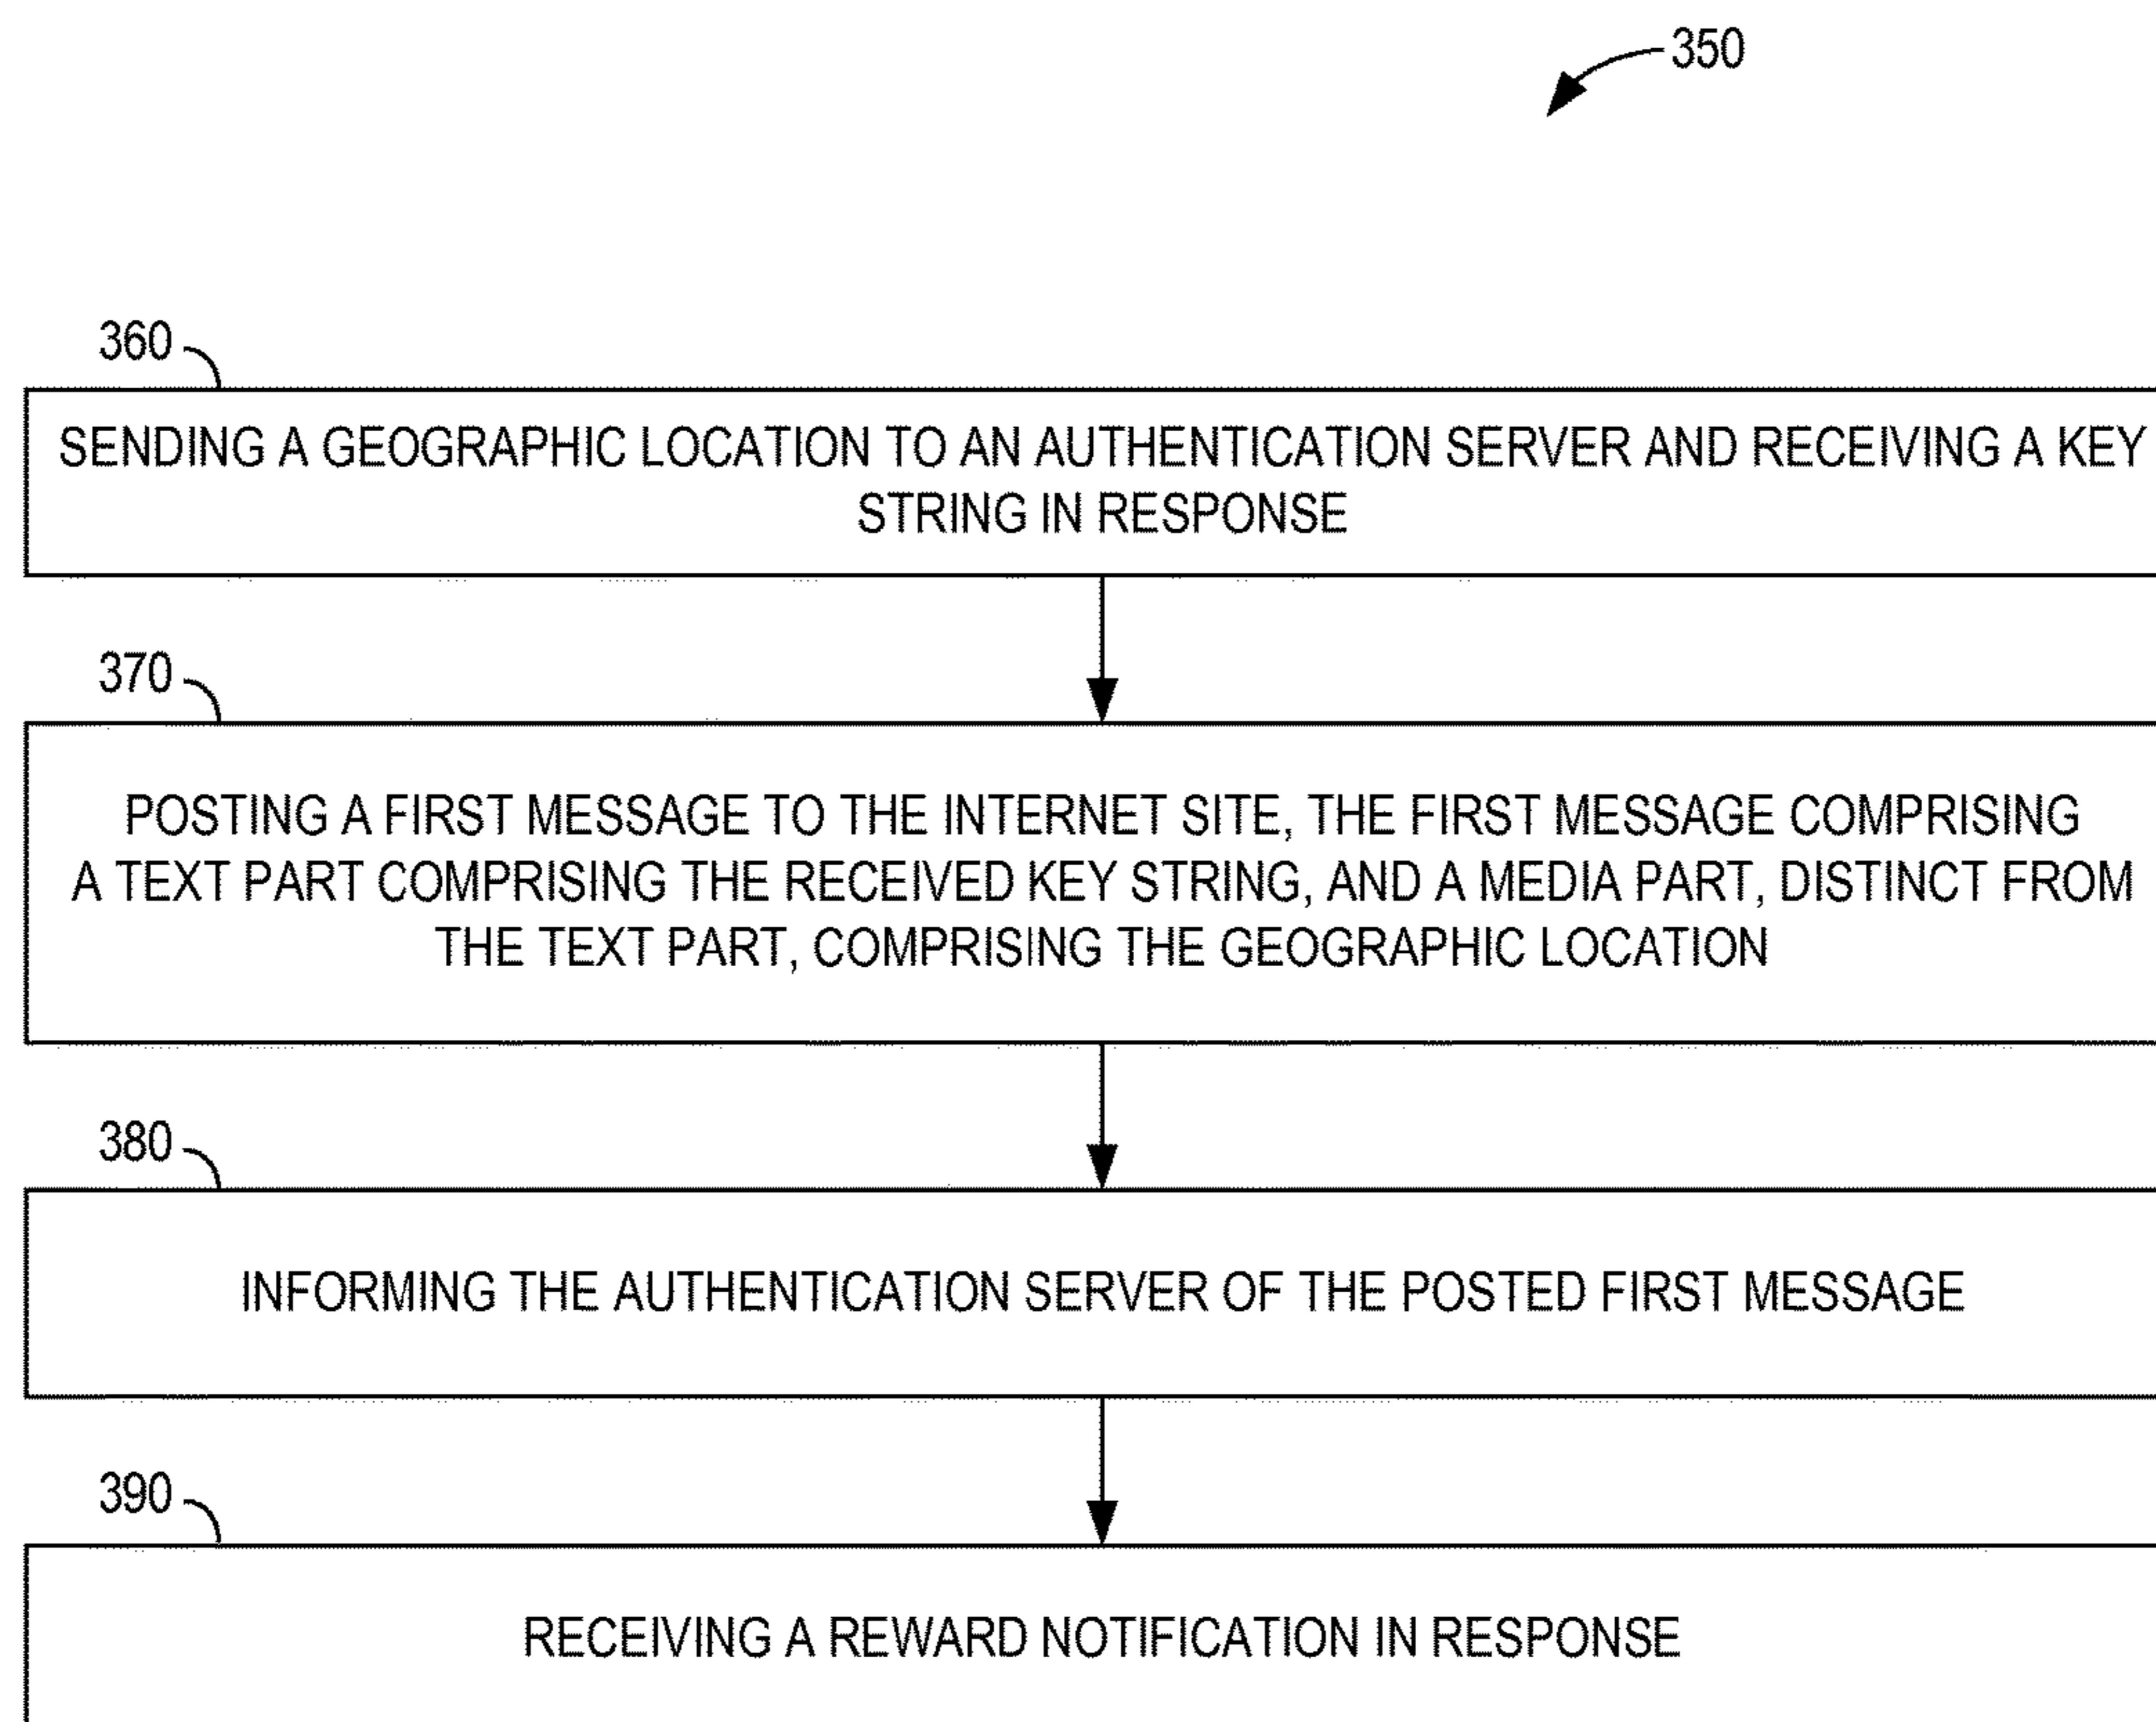 350
360
SENDING A GEOGRAPHIC LOCATION TO AN AUTHENTICATION SERVER AND RECEIVING A KEY
STRING IN RESPONSE
370
POSTING A FIRST MESSAGE TO THE INTERNET SITE, THE FIRST MESSAGE COMPRISING
A TEXT PART COMPRISING THE RECEIVED KEY STRING, AND A MEDIA PART, DISTINCT FROM
THE TEXT PART, COMPRISING THE GEOGRAPHIC LOCATION
380
INFORMING THE AUTHENTICATION SERVER OF THE POSTED FIRST MESSAGE
390
RECEIVING A REWARD NOTIFICATION IN RESPONSE